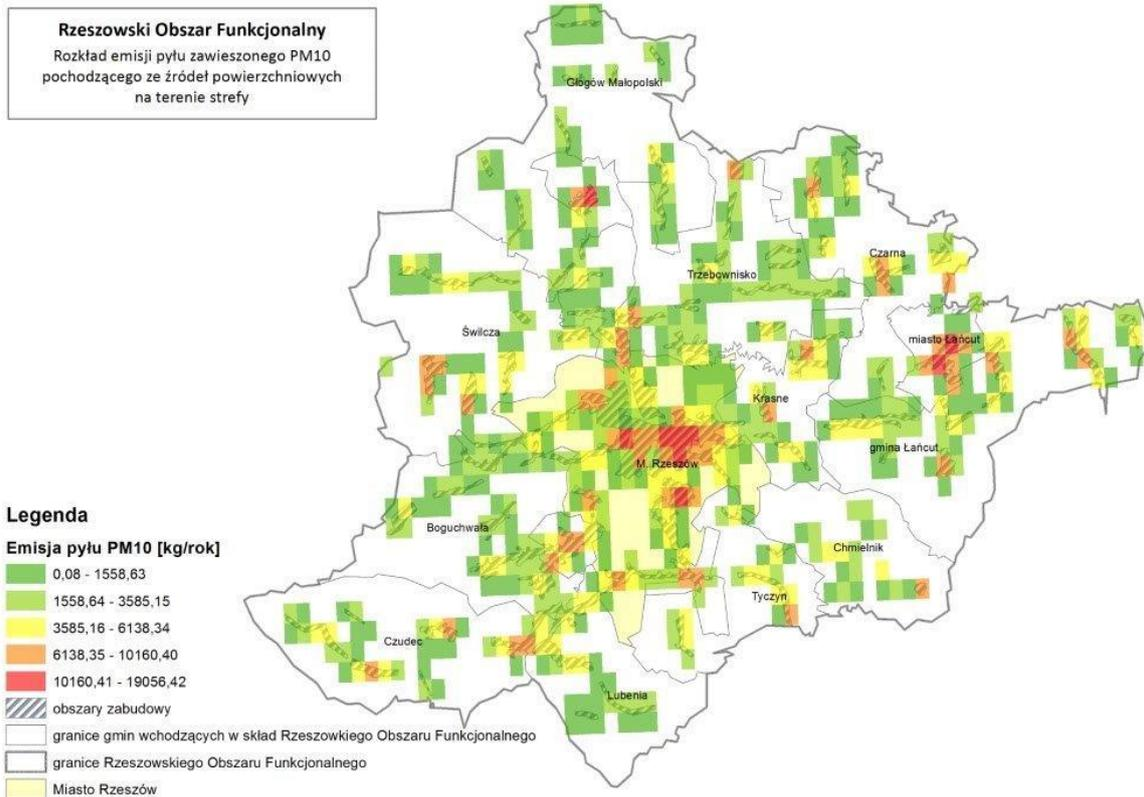 Rzeszowski Obszar Funkcjonalny
Rozkład emisji pyłu zawieszonego PM10
pochodzącego ze źródeł powierzchniowych
na terenie strefy
Głogów Małopolski
Trzebownisko
Czarna
Świlcza
miasto Łańcut
Krasne
gmina Łańcut
M. Rzeszów
Boguchwała
Chmielnik
Tyczyn
Czudec
Lubenia
Legenda
Emisja pyłu PM10 [kg/rok]
0,08 - 1558,63
1558,64 - 3585,15
3585,16 - 6138,34
6138,35 - 10160,40
10160,41 - 19056,42
obszary zabudowy
granice gmin wchodzących w skład Rzeszowkiego Obszaru Funkcjonalnego
granice Rzeszowskiego Obszaru Funkcjonalnego
Miasto Rzeszów